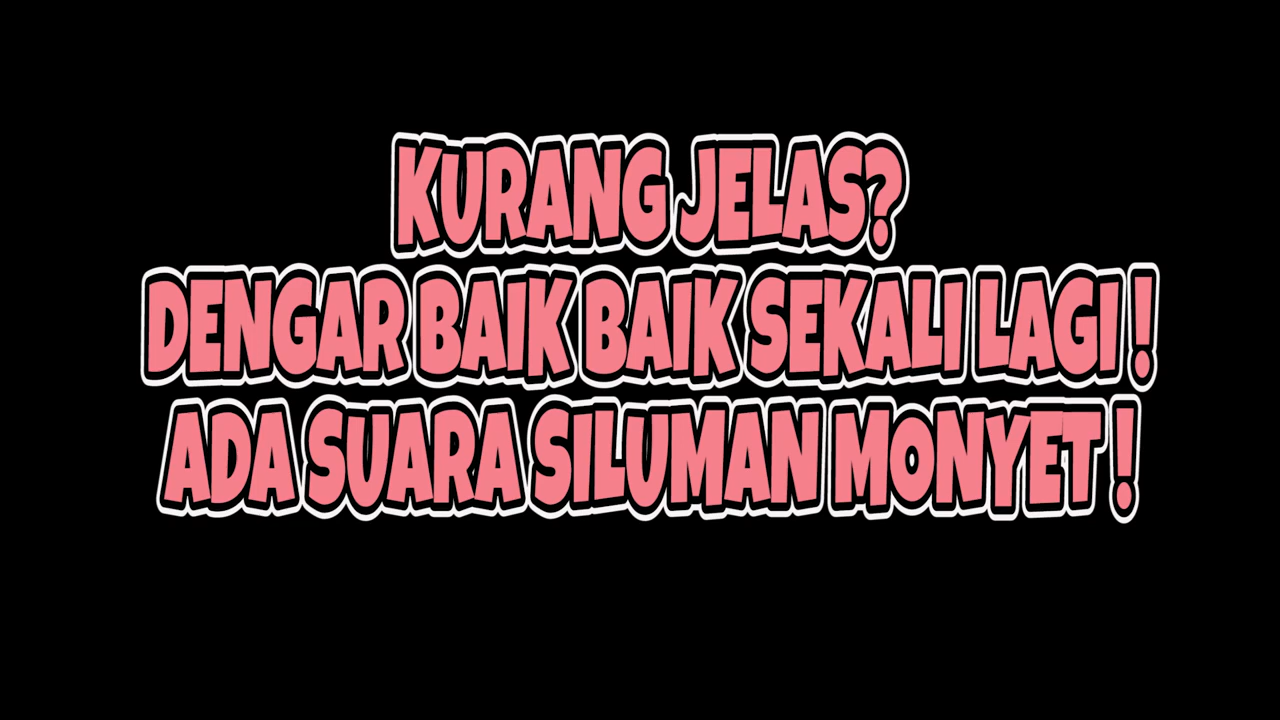 KURANG JELAS?
DENGAR BAIK BAIK SEKALI LAGI !
ADA SUARA SILUMAN MONYET !